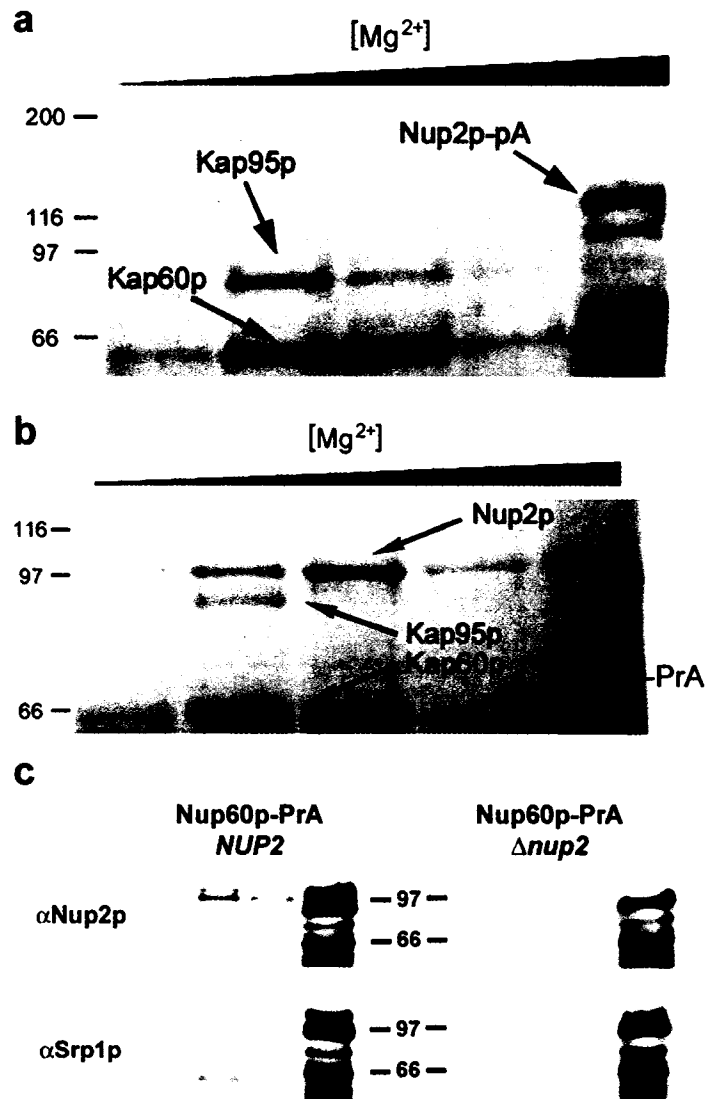 a
[Mg²⁺]
200
Nup2p-pA
Kap95p
116
97
Kap60p
66
b
[Mg²⁺]
116
Nup2p
97
Kap95p
Kap60p
-PrA
66
c
Nup60p-PrA Nup60p-PrA
NUP2 Δnup2
αNup2p
97
66
αSrp1p
97
66